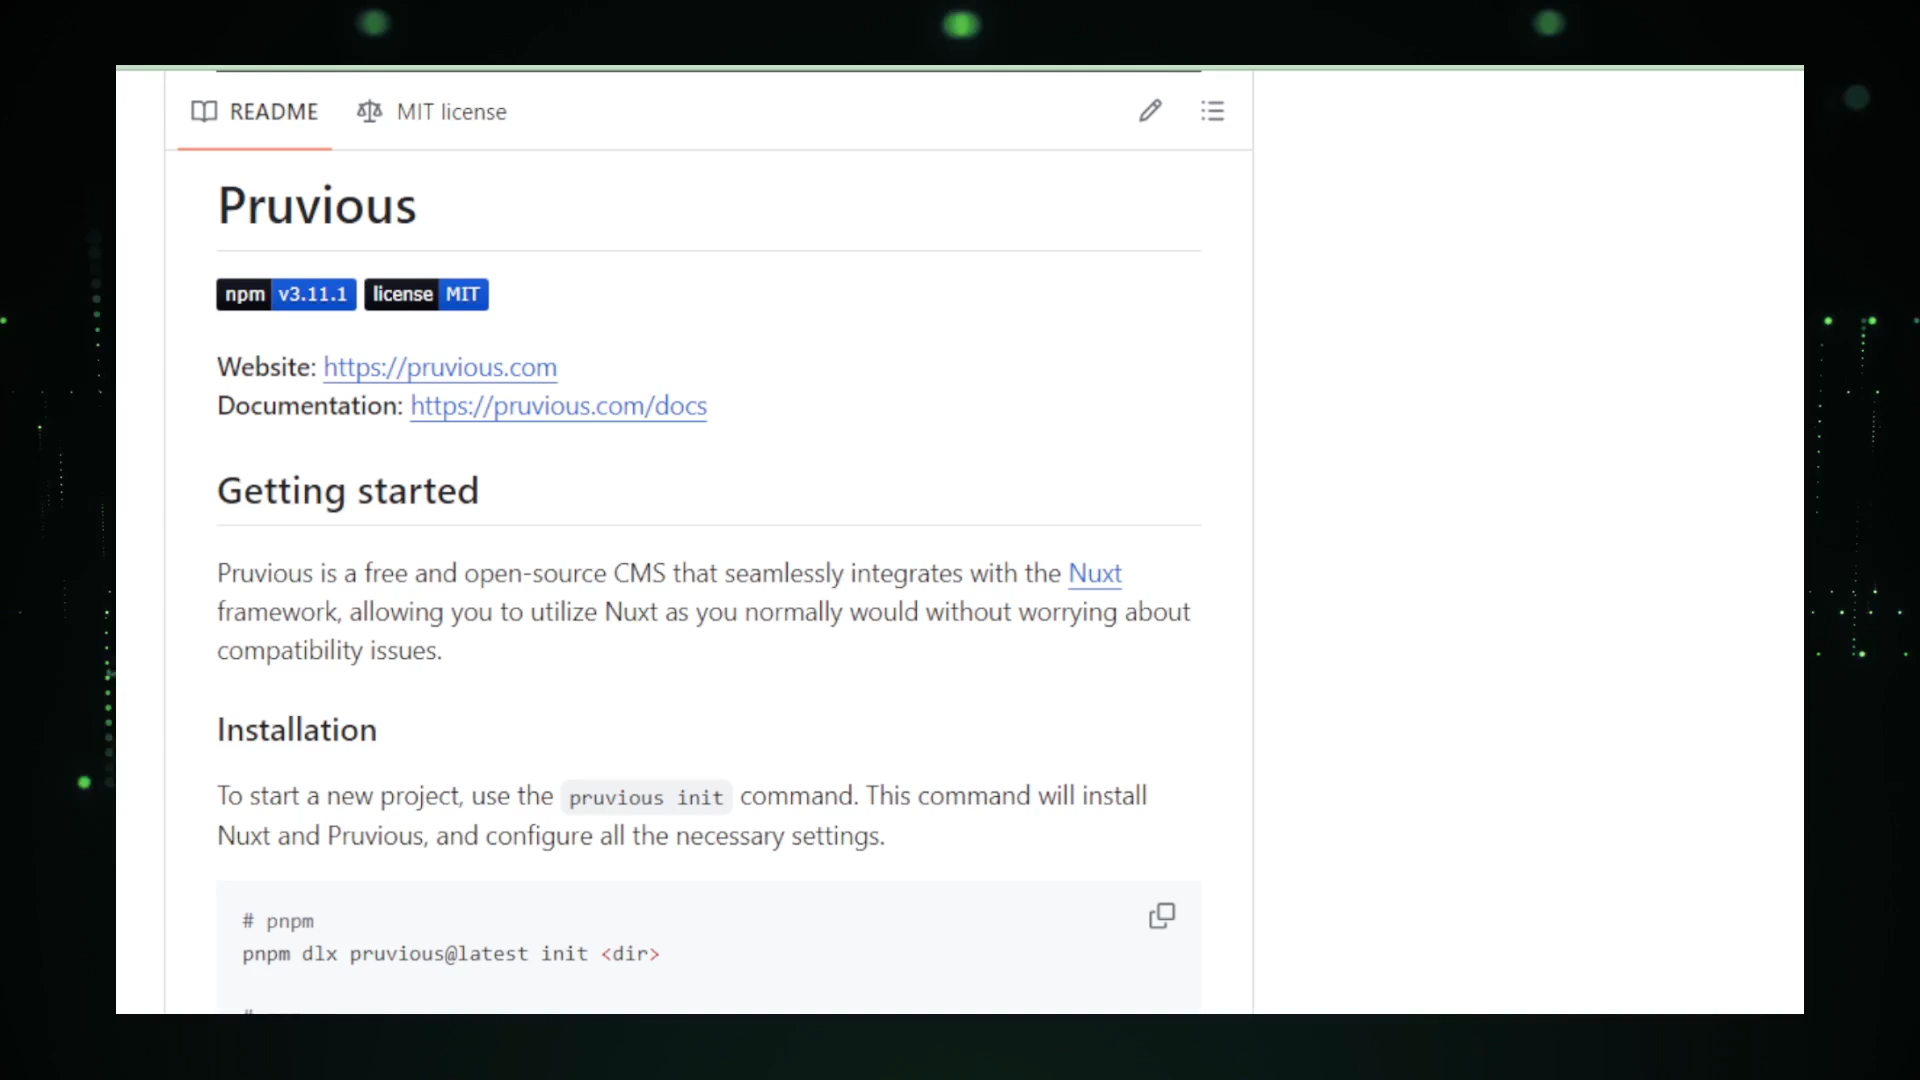 README MIT license
Pruvious
npm v3.11.1 license MIT
Website: https://pruvious.com
Documentation: https://pruvious.com/docs
Getting started
Pruvious is a free and open-source CMS that seamlessly integrates with the Nuxt
framework, allowing you to utilize Nuxt as you normally would without worrying about
compatibility issues.
Installation
To start a new project, use the pruvious init command. This command will install
Nuxt and Pruvious, and configure all the necessary settings.
# pnpm
pnpm dlx pruvious@latest init <dir>